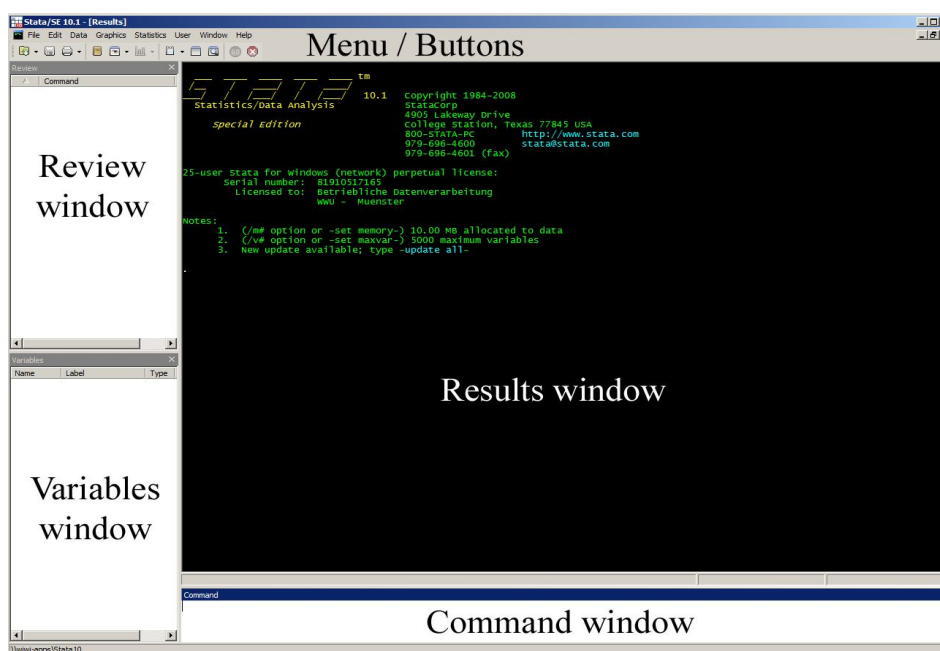 Stata/SE 10.1 - [Results]
File Edit Data Graphics Statistics User Window Help
Menu / Buttons
Review
Command
Review
window
Variables
Name Label Type
Variables
window
tm
STATA 10.1 Copyright 1984-2008
Statistics/Data Analysis StataCorp
4905 Lakeway Drive
Special Edition College Station, Texas 77845 USA
800-STATA-PC http://www.stata.com
979-696-4600 stata@stata.com
979-696-4601 (fax)
25-user Stata for Windows (network) perpetual license:
Serial number: 81910517165
Licensed to: Betriebliche Datenverarbeitung
WWU - Muenster
Notes:
1. (/m# option or -set memory-) 10.00 MB allocated to data
2. (/v# option or -set maxvar-) 5000 maximum variables
3. New update available; type -update all-
.
Results window
Command
Command window
\\wiwi-apps\Stata10